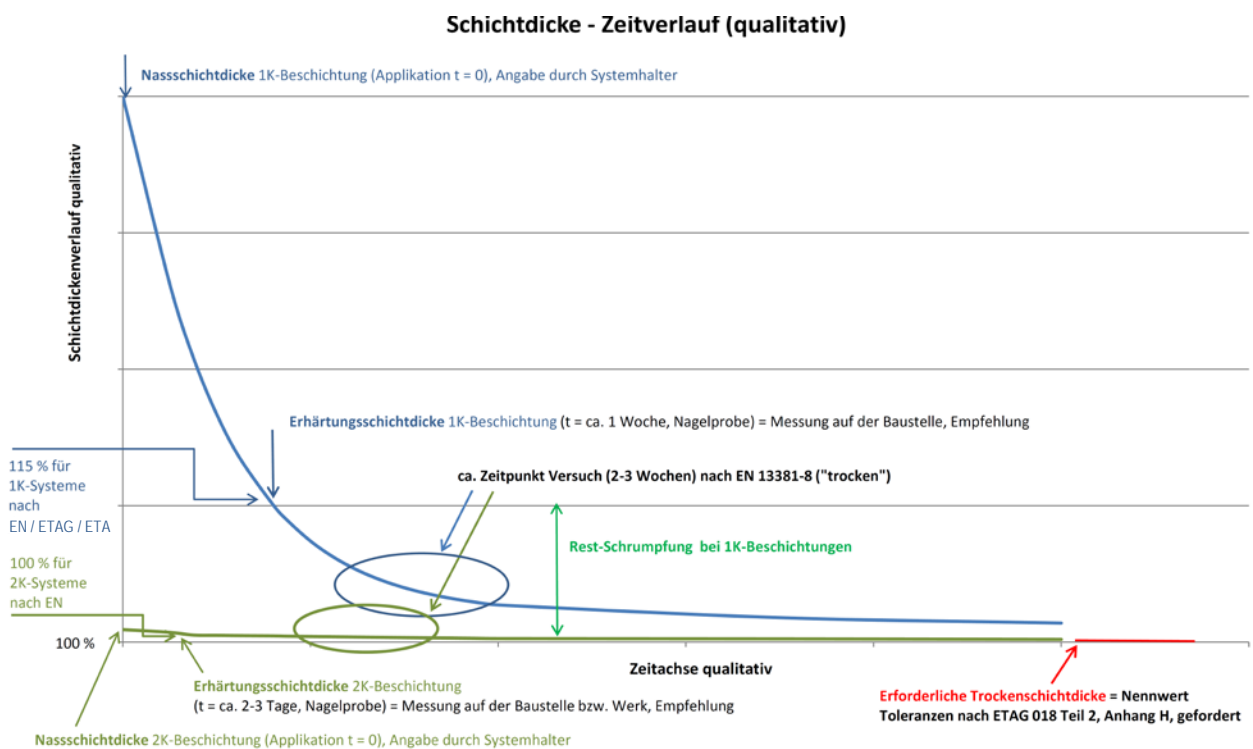 Schichtdicke - Zeitverlauf (qualitativ)
Nassschichtdicke 1K-Beschichtung (Applikation t = 0), Angabe durch Systemhalter
Schichtdickenverlauf qualitativ
Erhärtungsschichtdicke 1K-Beschichtung (t = ca. 1 Woche, Nagelprobe) = Messung auf der Baustelle, Empfehlung
115 % für
1K-Systeme
nach
EN / ETAG / ETA
ca. Zeitpunkt Versuch (2-3 Wochen) nach EN 13381-8 ("trocken")
Rest-Schrumpfung bei 1K-Beschichtungen
100 % für
2K-Systeme
nach EN
100 %
Zeitachse qualitativ
Erhärtungsschichtdicke 2K-Beschichtung
(t = ca. 2-3 Tage, Nagelprobe) = Messung auf der Baustelle bzw. Werk, Empfehlung
Erforderliche Trockenschichtdicke = Nennwert
Toleranzen nach ETAG 018 Teil 2, Anhang H, gefordert
Nassschichtdicke 2K-Beschichtung (Applikation t = 0), Angabe durch Systemhalter